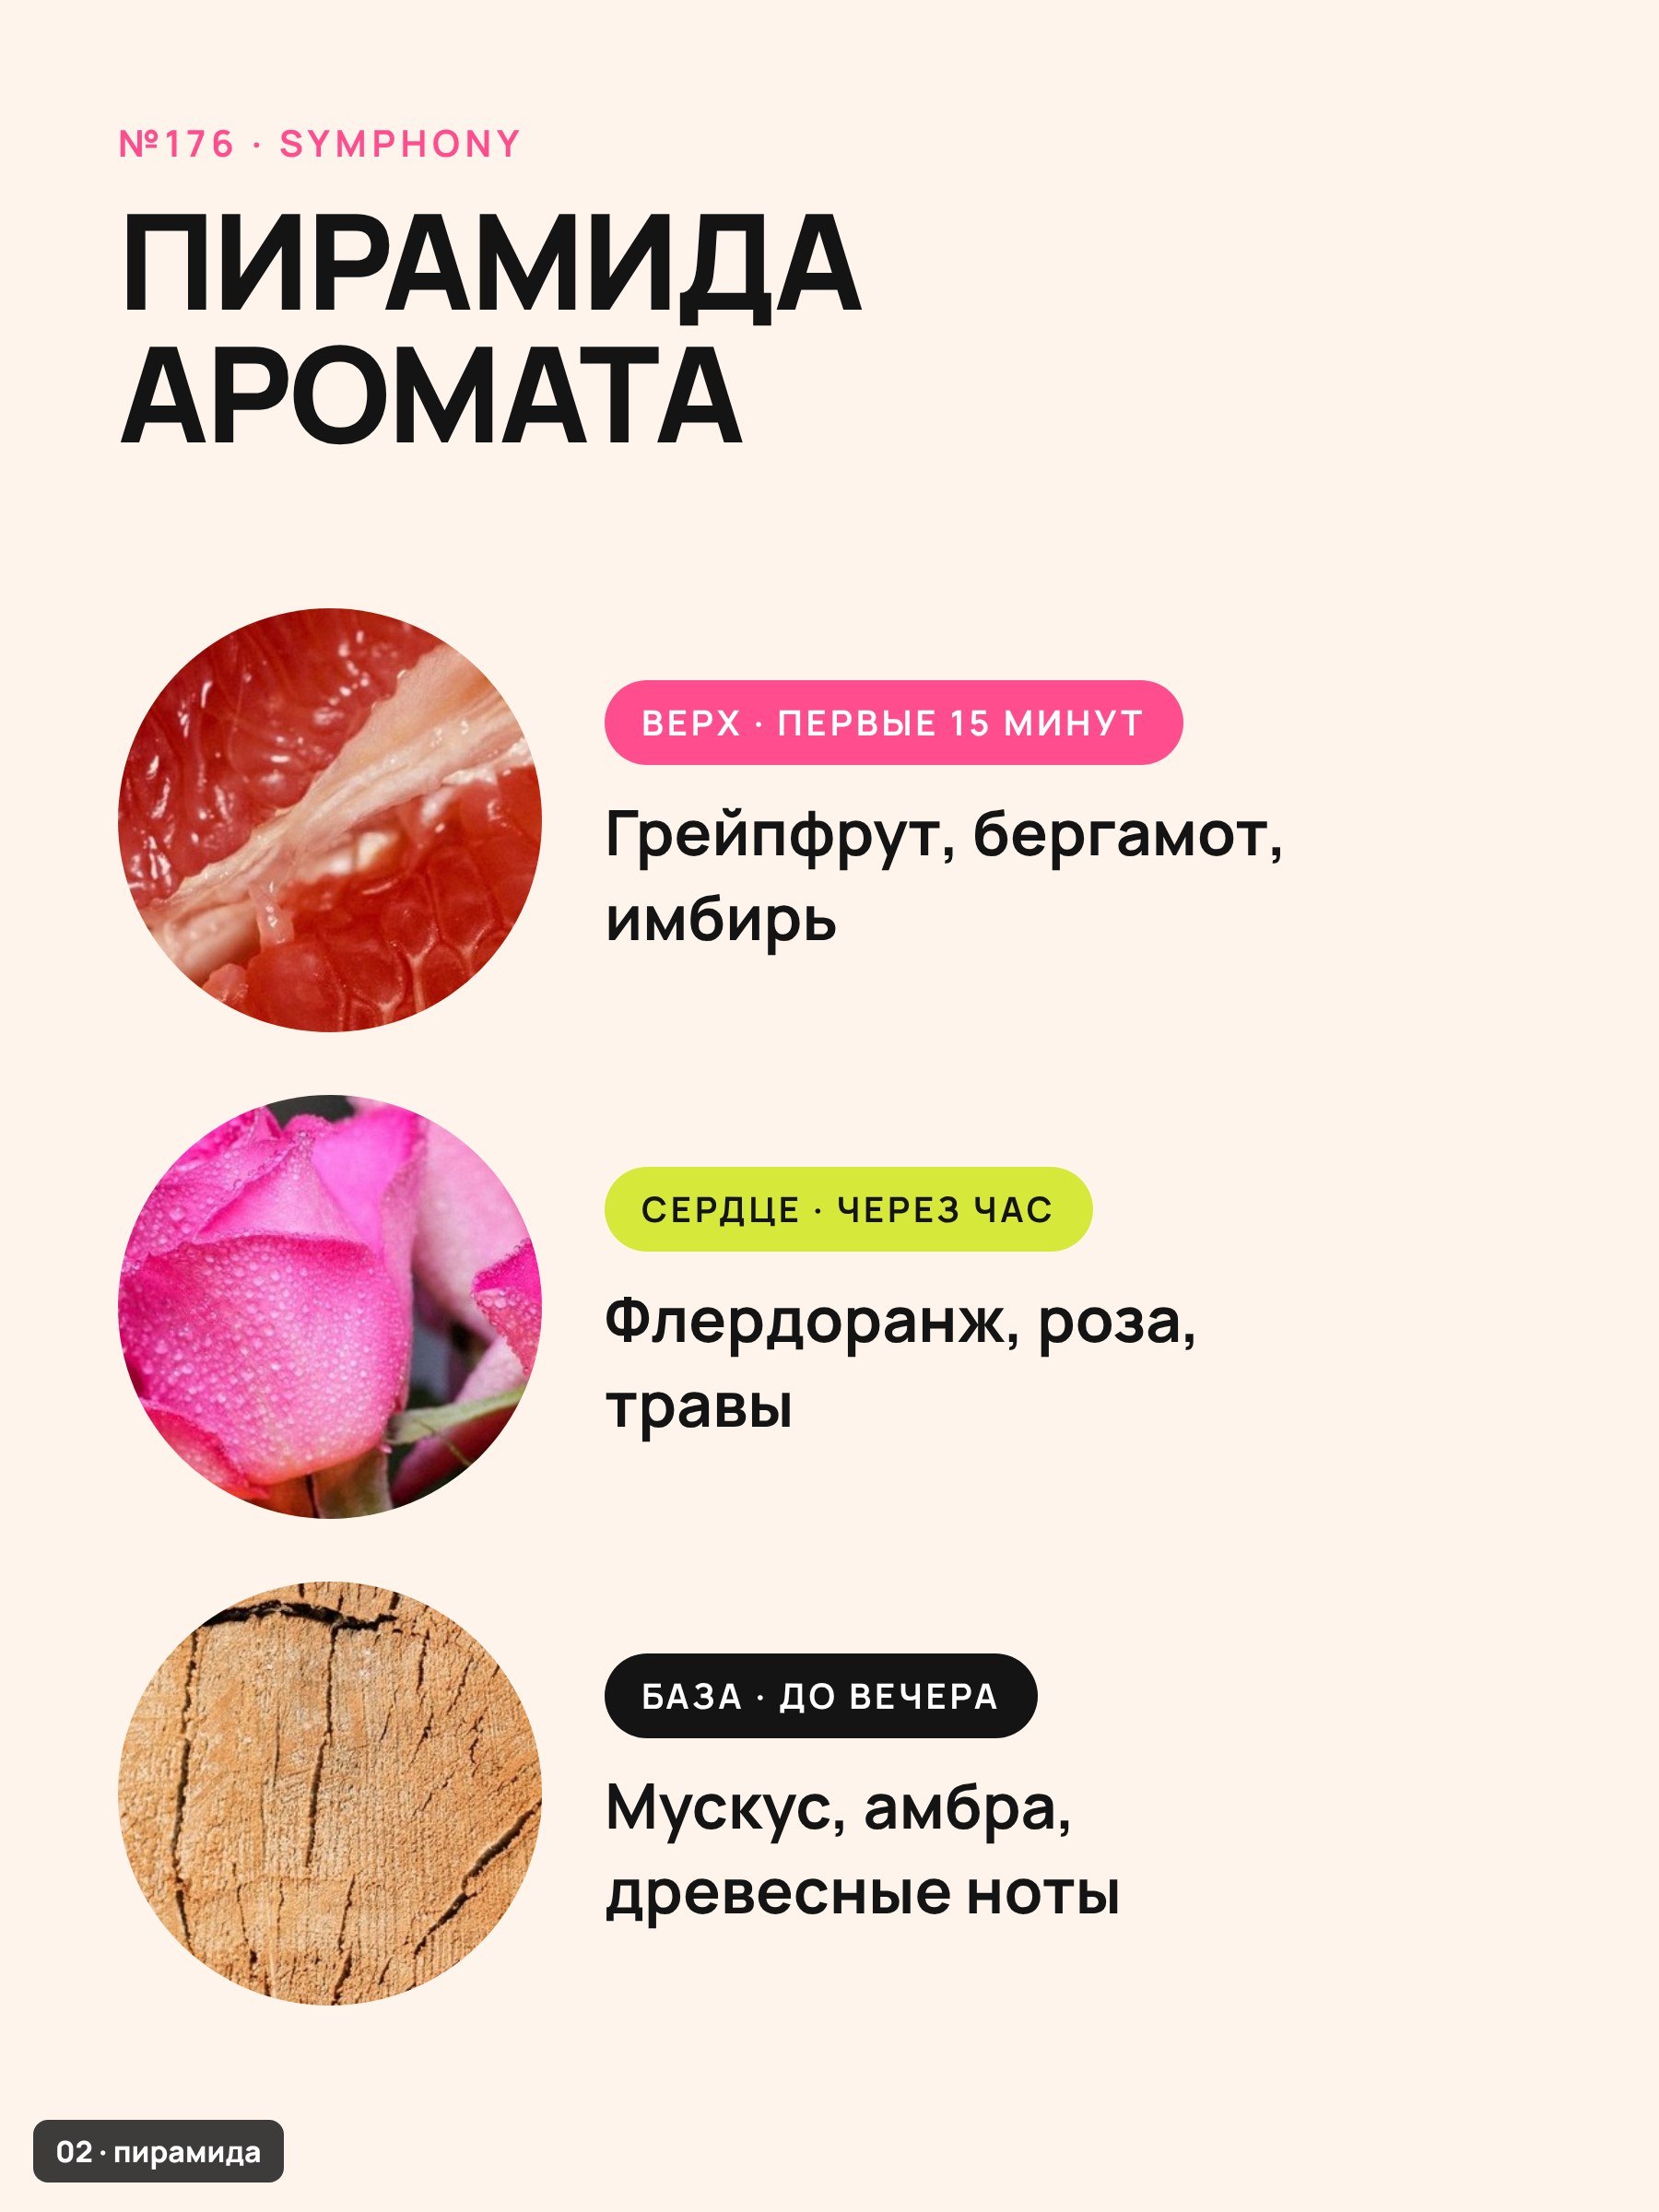 №176 · SYMPHONY
ПИРАМИДА
АРОМАТА
ВЕРХ · ПЕРВЫЕ 15 МИНУТ
Грейпфрут, бергамот,
имбирь
СЕРДЦЕ · ЧЕРЕЗ ЧАС
Флердоранж, роза,
травы
БАЗА · ДО ВЕЧЕРА
Мускус, амбра,
древесные ноты
02 · пирамида